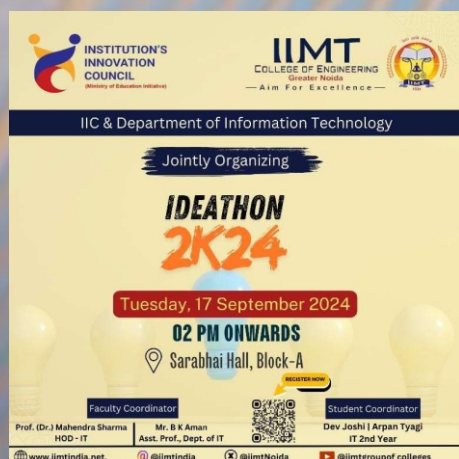 INSTITUTION'S
INNOVATION
COUNCIL
(Ministry of Education Initiative)
IIMT
COLLEGE OF ENGINEERING
Greater Noida
Aim For Excellence
IIC & Department of Information Technology
Jointly Organizing
IDEATHON
2K24
Tuesday, 17 September 2024
02 PM ONWARDS
Sarabhai Hall, Block-A
REGISTER NOW
Faculty Coordinator
Student Coordinator
Prof. (Dr.) Mahendra Sharma
HOD - IT
Mr. B K Aman
Asst. Prof., Dept. of IT
Dev Joshi | Arpan Tyagi
IT 2nd Year
www.iimtindia.net.
@iimtindia
@iimtNoida
@iimtgroupof colleges